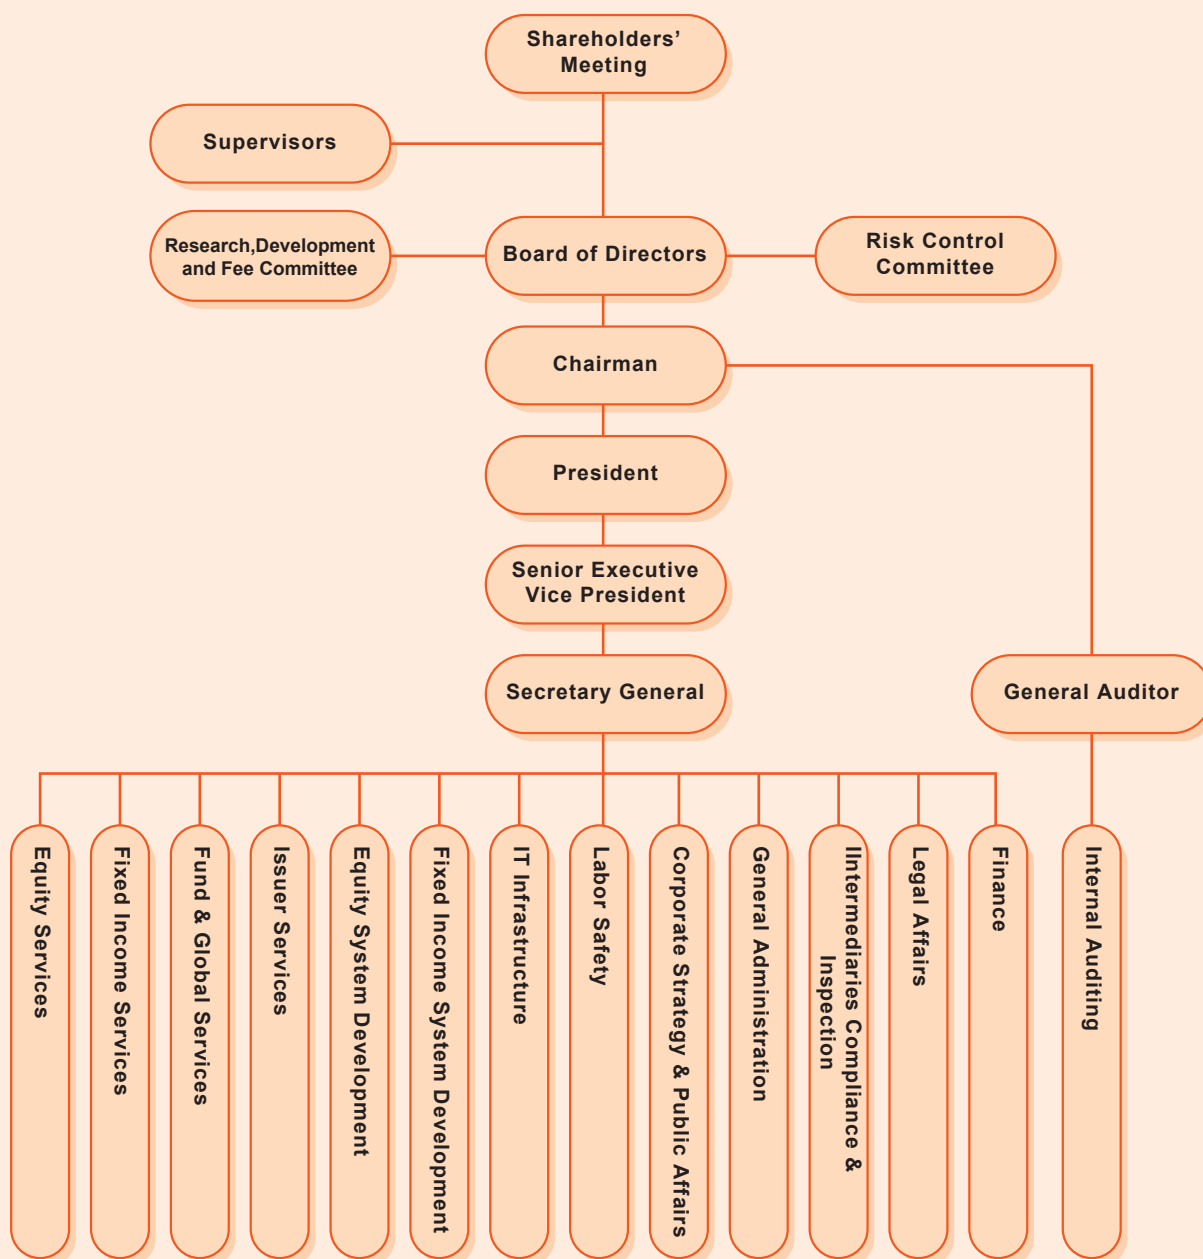 Shareholders’
Meeting
Supervisors
Research,Development
and Fee Committee
Board of Directors
Risk Control
Committee
Chairman
President
Senior Executive
Vice President
Secretary General
General Auditor
Equity Services
Fixed Income Services
Fund & Global Services
Issuer Services
Equity System Development
Fixed Income System Development
IT Infrastructure
Labor Safety
Corporate Strategy & Public Affairs
General Administration
IIntermediaries Compliance &
Inspection
Legal Affairs
Finance
Internal Auditing